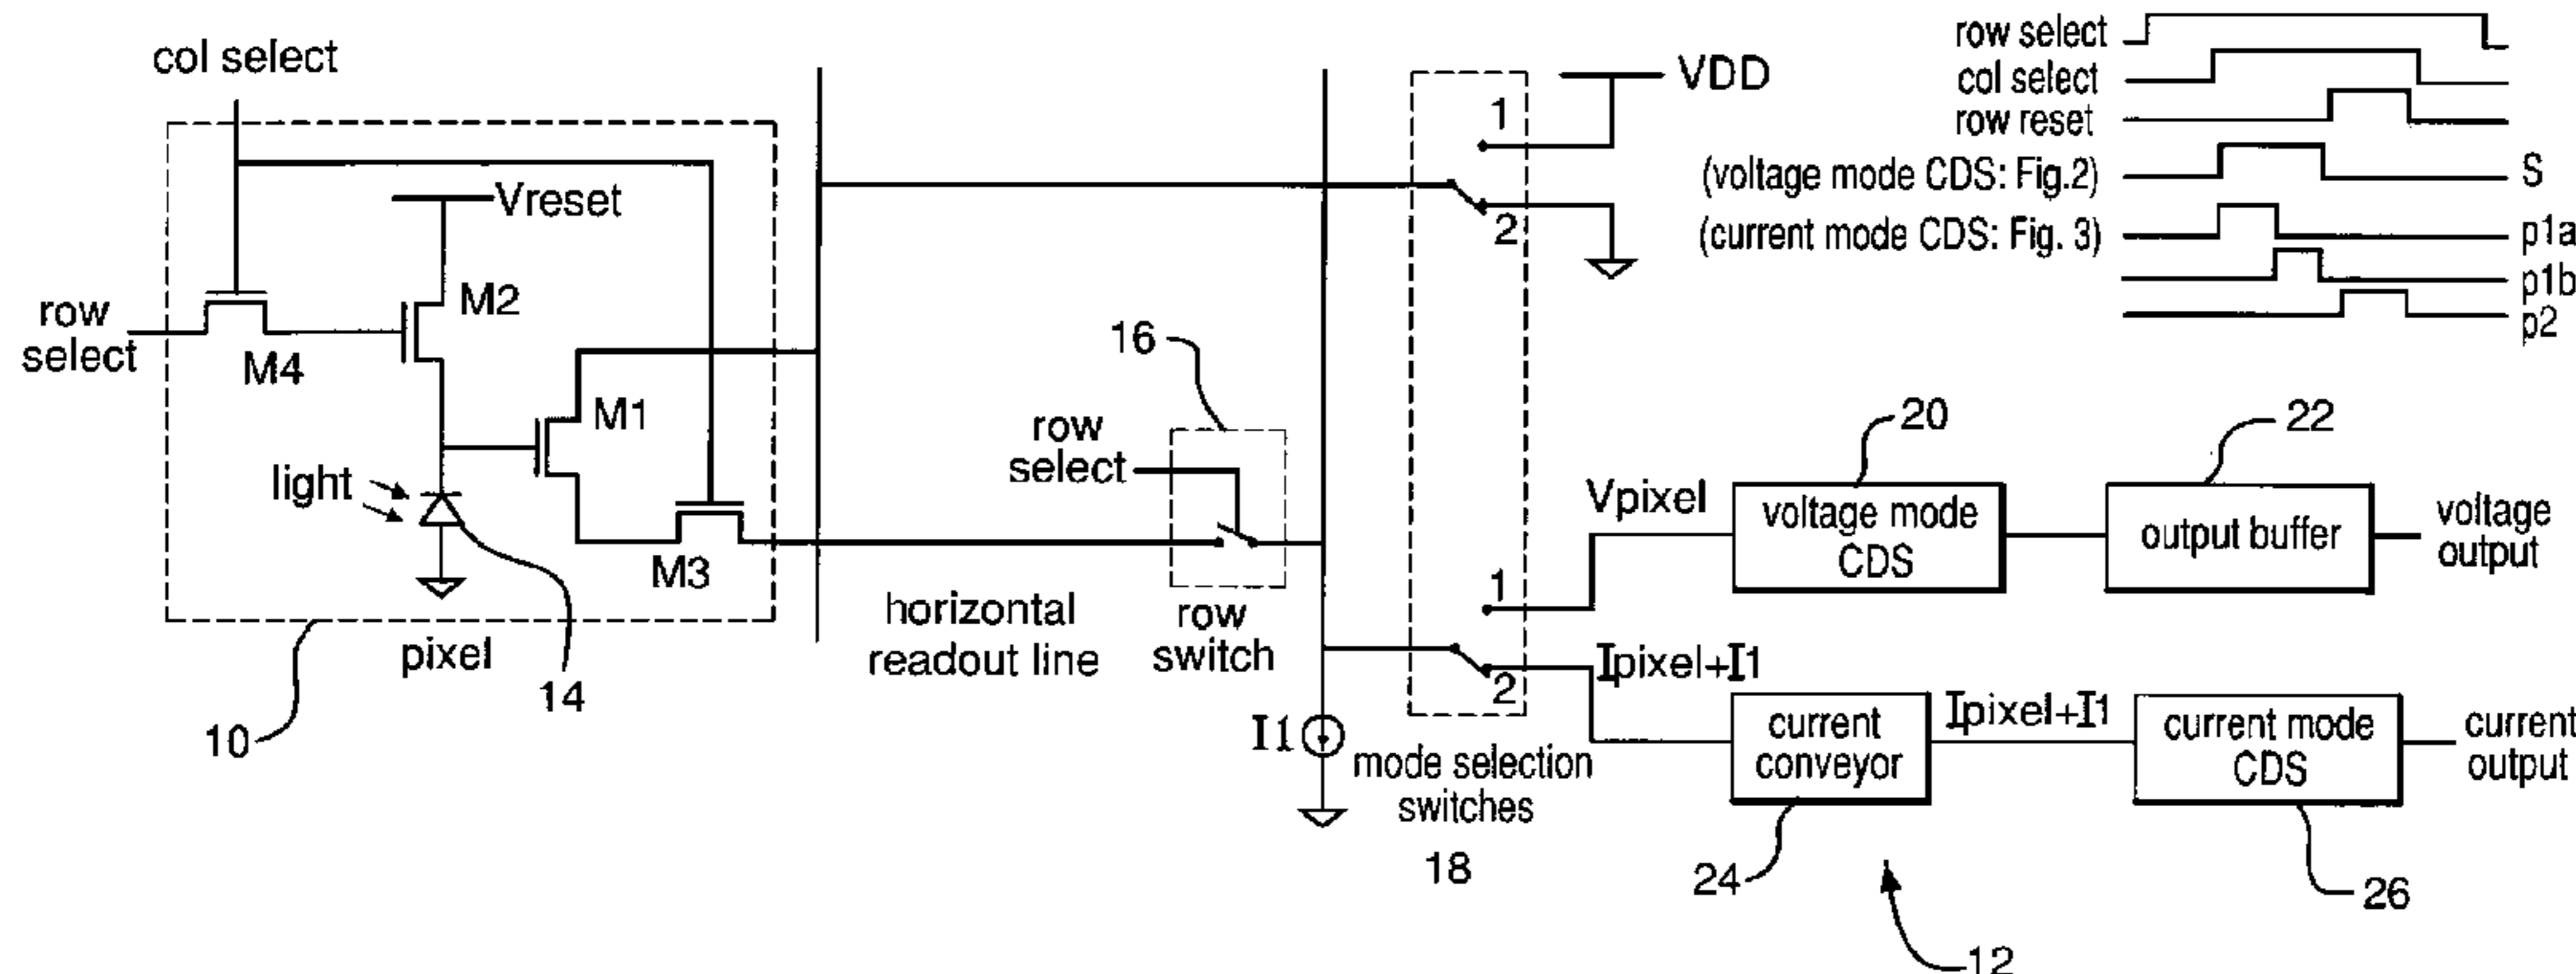 col select
Vreset
M2
row
select
M4
M1
light
M3
pixel
14
10
horizontal
readout line
16
row
select
row
switch
I1
1
2
VDD
1
2
mode selection
switches
18
row select
col select
row reset
(voltage mode CDS: Fig.2)
S
(current mode CDS: Fig. 3)
p1a
p1b
p2
20
22
Vpixel
voltage mode
CDS
output buffer
voltage
output
Ipixel+I1
current
conveyor
Ipixel+I1
current mode
CDS
current
output
24
26
12